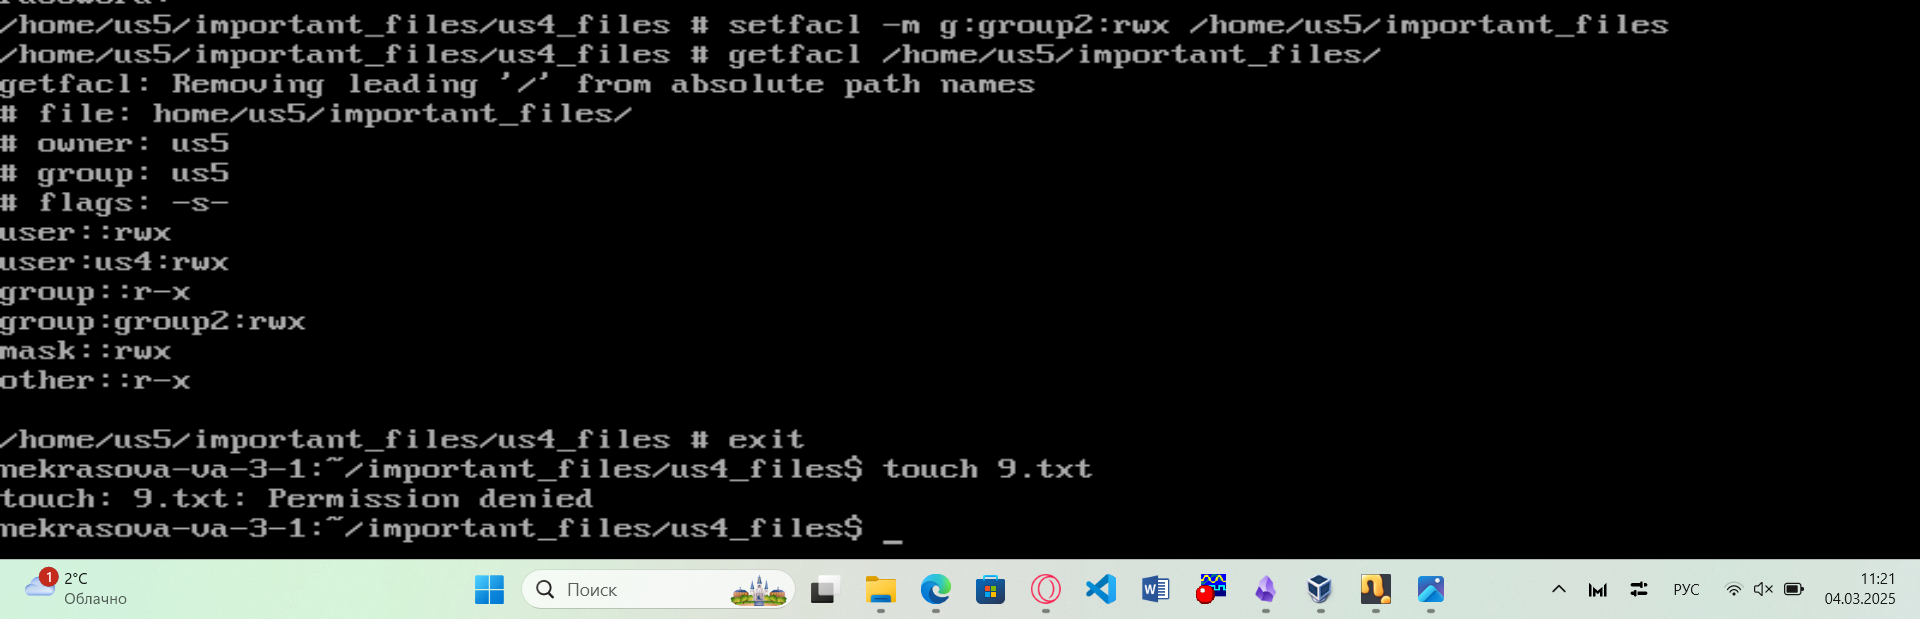 /home/us5/important_files/us4_files # setfacl -m g:group2:rwx /home/us5/important_files
/home/us5/important_files/us4_files # getfacl /home/us5/important_files/
getfacl: Removing leading '/' from absolute path names
# file: home/us5/important_files/
# owner: us5
# group: us5
# flags: -s-
user::rwx
user:us4:rwx
group::r-x
group:group2:rwx
mask::rwx
other::r-x
/home/us5/important_files/us4_files # exit
nekrasova-va-3-1:~/important_files/us4_files$ touch 9.txt
touch: 9.txt: Permission denied
nekrasova-va-3-1:~/important_files/us4_files$ _
1
2°C
Облачно
Поиск
РУС
11:21
04.03.2025